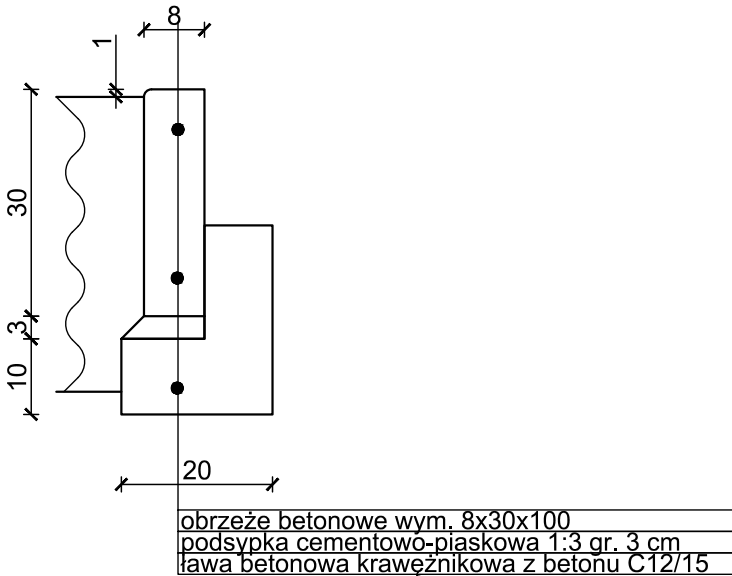 8
1
30
3
10
20
obrzeże betonowe wym. 8x30x100
podsypka cementowo-piaskowa 1:3 gr. 3 cm
ława betonowa krawężnikowa z betonu C12/15